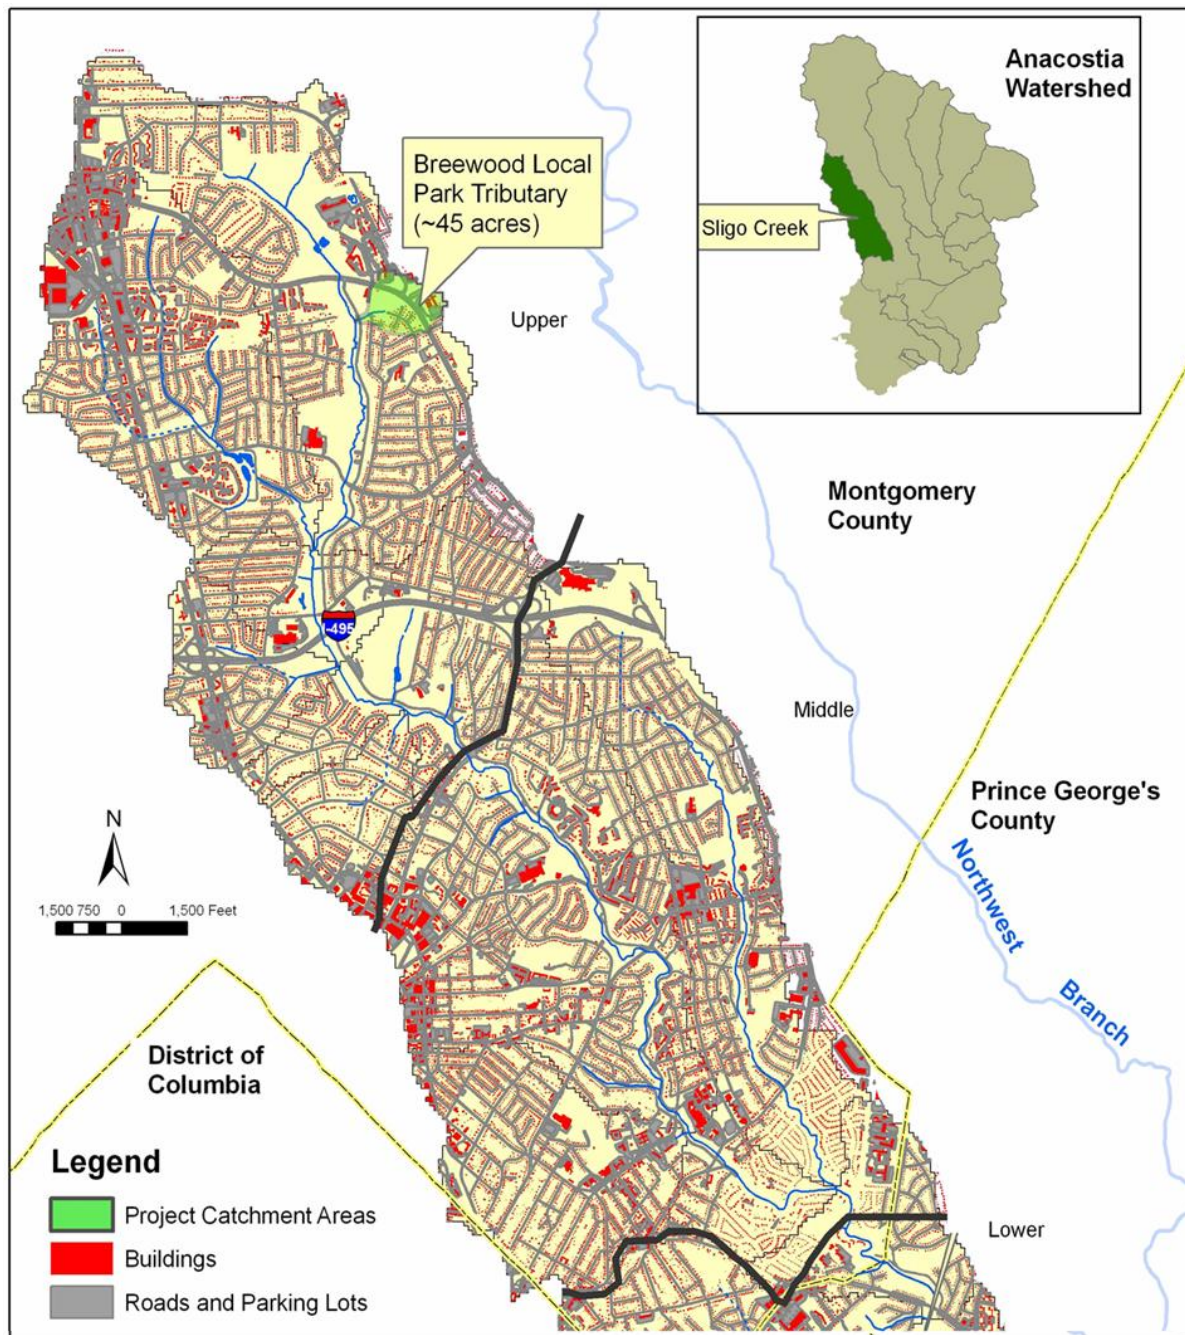 Anacostia
Watershed
Breewood Local
Park Tributary
(~45 acres)
Sligo Creek
Upper
Montgomery
County
I-495
Middle
Prince George's
County
N
1,500 750 0 1,500 Feet
Northwest
Branch
District of
Columbia
Legend
Project Catchment Areas
Buildings
Roads and Parking Lots
Lower